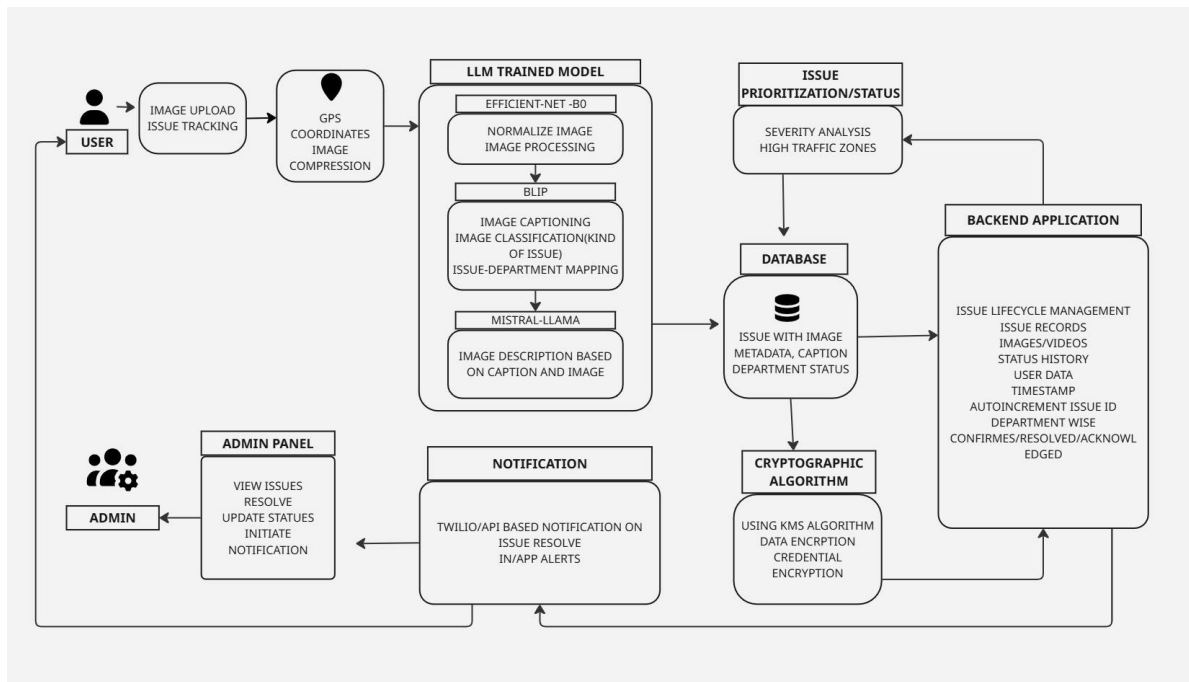 USER
IMAGE UPLOAD
ISSUE TRACKING
GPS
COORDINATES
IMAGE
COMPRESSION
LLM TRAINED MODEL
EFFICIENT-NET -B0
NORMALIZE IMAGE
IMAGE PROCESSING
BLIP
IMAGE CAPTIONING
IMAGE CLASSIFICATION(KIND
OF ISSUE)
ISSUE-DEPARTMENT MAPPING
MISTRAL-LLAMA
IMAGE DESCRIPTION BASED
ON CAPTION AND IMAGE
ISSUE
PRIORITIZATION/STATUS
SEVERITY ANALYSIS
HIGH TRAFFIC ZONES
DATABASE
ISSUE WITH IMAGE
METADATA, CAPTION
DEPARTMENT STATUS
BACKEND APPLICATION
ISSUE LIFECYCLE MANAGEMENT
ISSUE RECORDS
IMAGES/VIDEOS
STATUS HISTORY
USER DATA
TIMESTAMP
AUTOINCREMENT ISSUE ID
DEPARTMENT WISE
CONFIRMES/RESOLVED/ACKNOWL
EDGED
CRYPTOGRAPHIC
ALGORITHM
USING KMS ALGORITHM
DATA ENCRPTION
CREDENTIAL
ENCRYPTION
NOTIFICATION
TWILIO/API BASED NOTIFICATION ON
ISSUE RESOLVE
IN/APP ALERTS
ADMIN PANEL
VIEW ISSUES
RESOLVE
UPDATE STATUES
INITIATE
NOTIFICATION
ADMIN